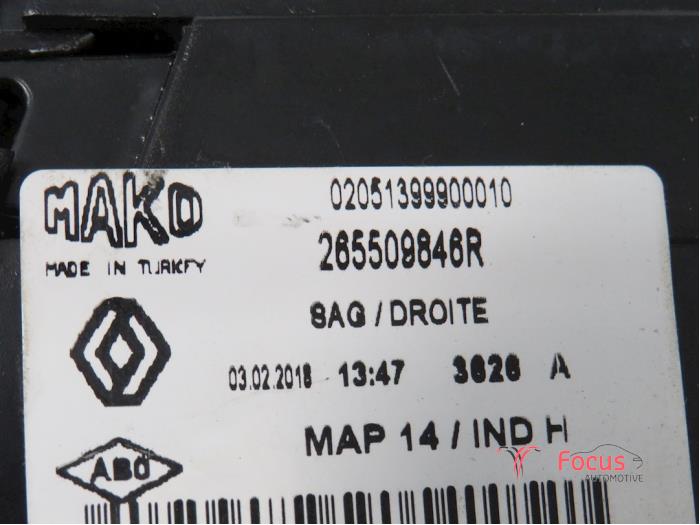 MAKO
MADE IN TURKEY
02051399900010
265509846R
SAG / DROITE
03.02.2018 13:47 3626 A
MAP 14 / IND H
ABO
Focus
AUTOMOTIVE